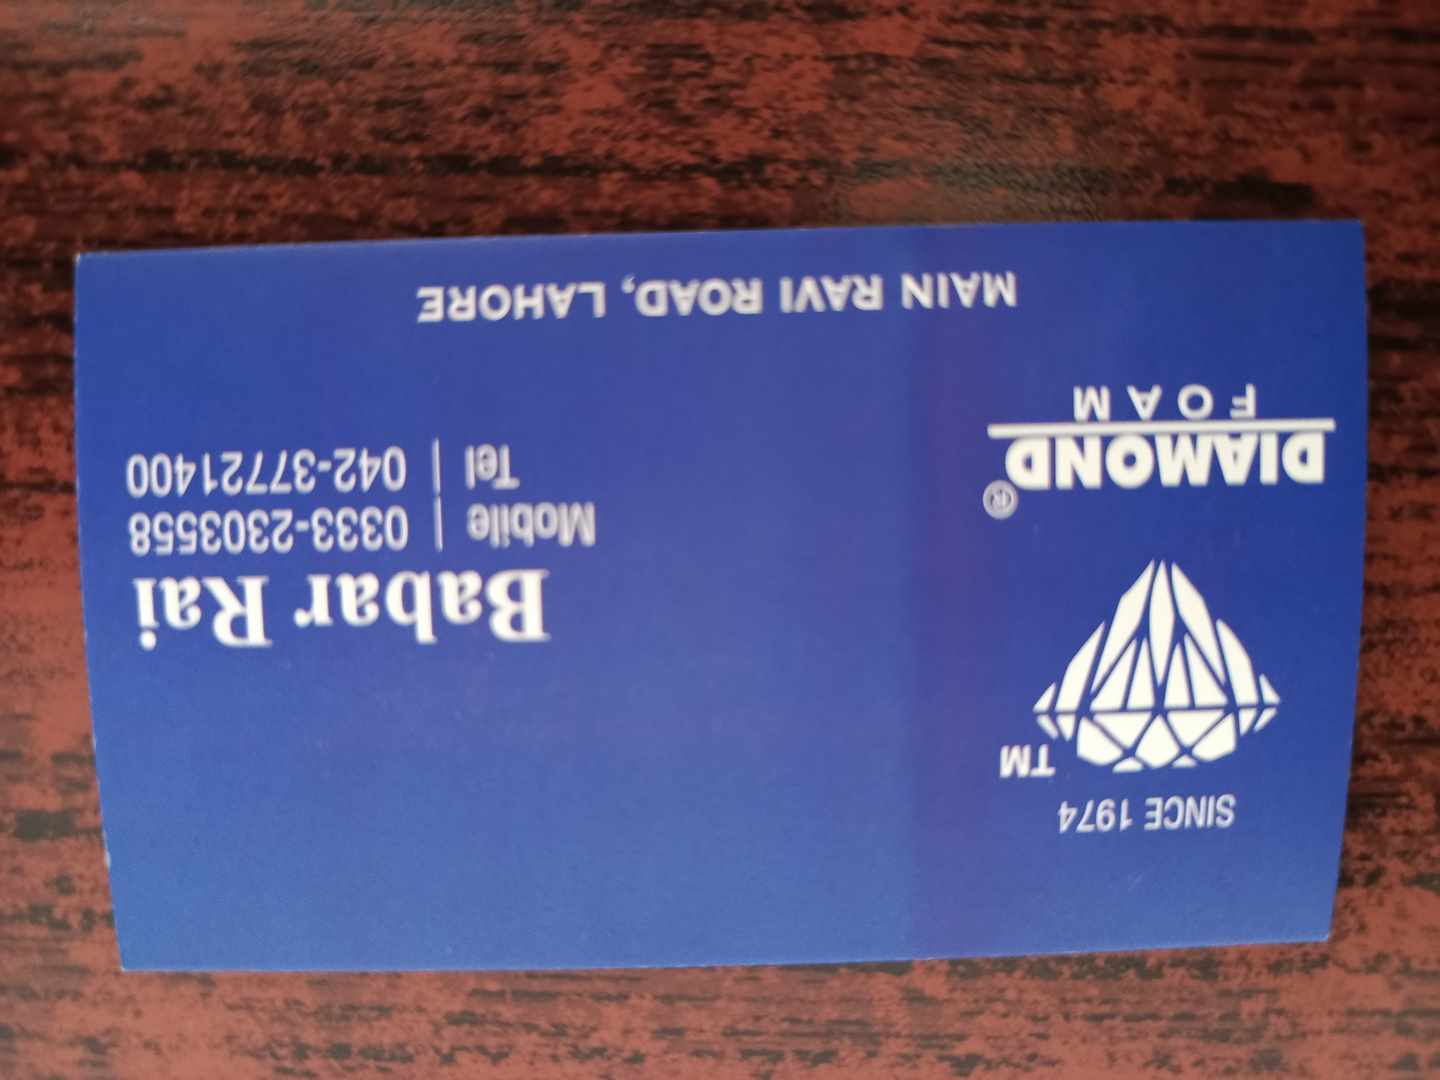 SINCE 1974
TM
DIAMOND®
FOAM
Babar Rai
Mobile | 0333-2303558
Tel | 042-37721400
MAIN RAVI ROAD, LAHORE